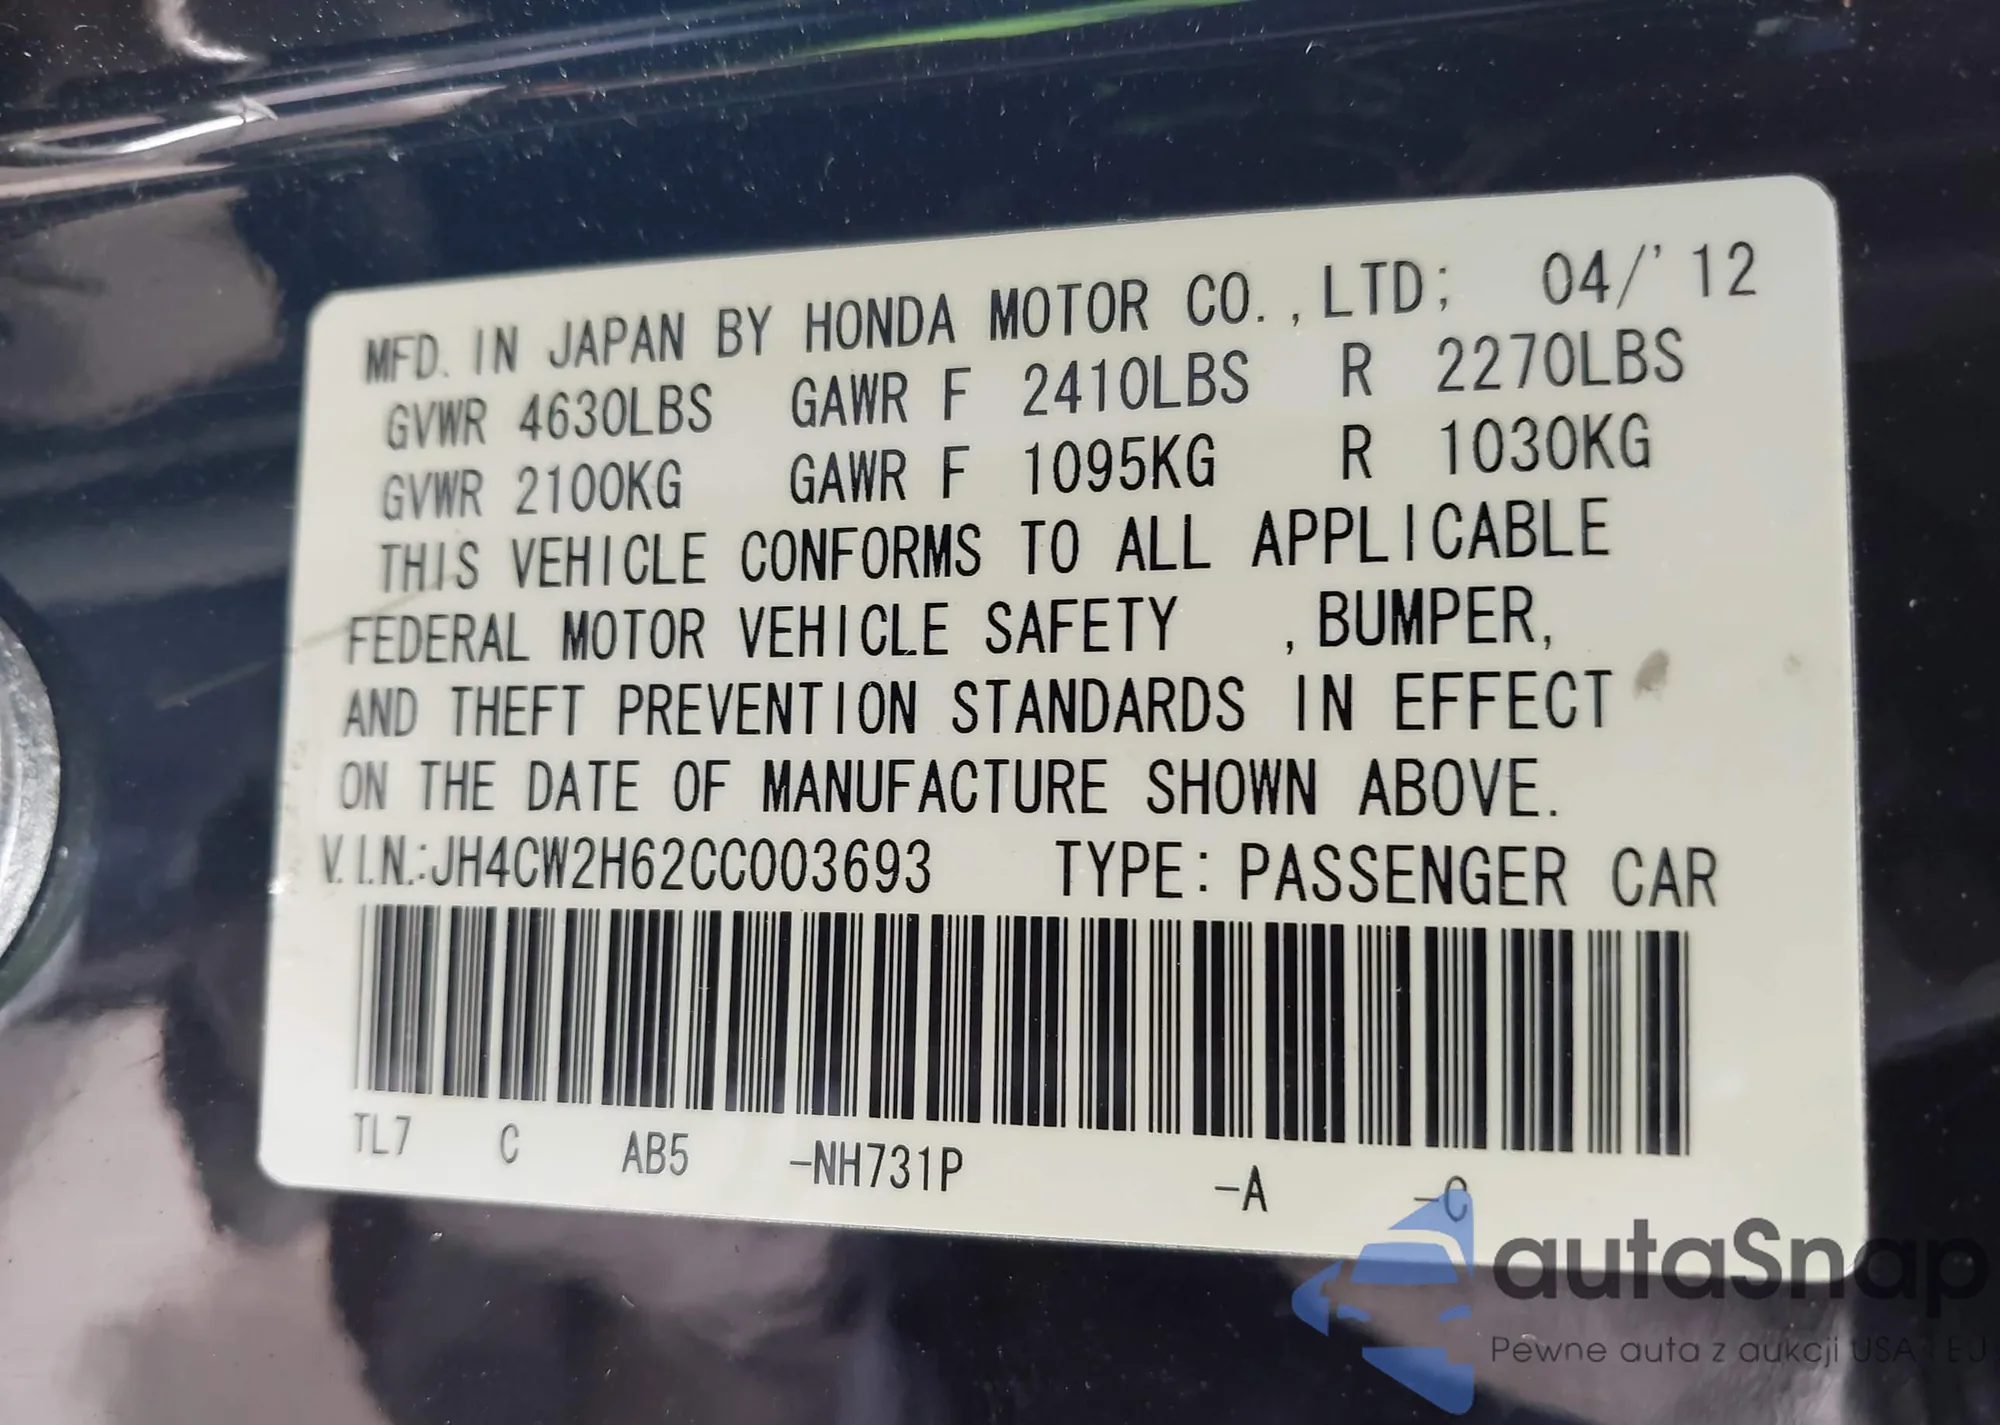 MFD. IN JAPAN BY HONDA MOTOR CO., LTD; 04/'12
GVWR 4630LBS GAWR F 2410LBS R 2270LBS
GVWR 2100KG GAWR F 1095KG R 1030KG
THIS VEHICLE CONFORMS TO ALL APPLICABLE
FEDERAL MOTOR VEHICLE SAFETY , BUMPER,
AND THEFT PREVENTION STANDARDS IN EFFECT
ON THE DATE OF MANUFACTURE SHOWN ABOVE.
V.I.N.:JH4CW2H62CC003693 TYPE: PASSENGER CAR
TL7 C AB5 -NH731P -A -C
autaSnap
Pewne auta z aukcji USA i EU